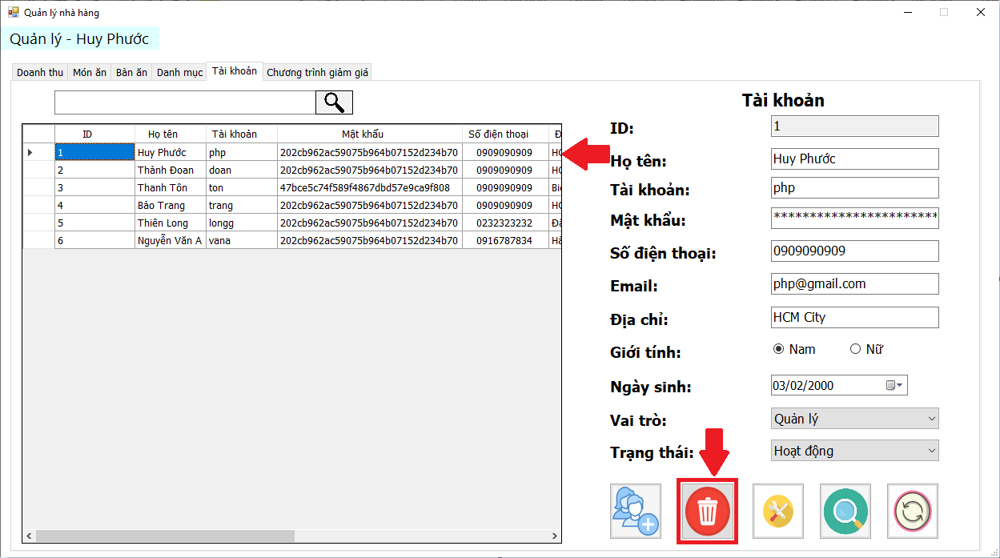 Quản lý nhà hàng
Quản lý - Huy Phước
Doanh thu Món ăn Bàn ăn Danh mục Tài khoản Chương trình giảm giá
ID Họ tên Tài khoản Mật khẩu Số điện thoại Đ
1 Huy Phước php 202cb962ac59075b964b07152d234b70 0909090909 HC
2 Thành Đoan doan 202cb962ac59075b964b07152d234b70 0909090909 HC
3 Thanh Tôn ton 47bce5c74f589f4867dbd57e9ca9f808 0909090909 Biê
4 Bảo Trang trang 202cb962ac59075b964b07152d234b70 0909090909 HC
5 Thiên Long longg 202cb962ac59075b964b07152d234b70 0232323232 Đă
6 Nguyễn Văn A vana 202cb962ac59075b964b07152d234b70 0916787834 Hà
Tài khoản
ID: 1
Họ tên: Huy Phước
Tài khoản: php
Mật khẩu: ***********************
Số điện thoại: 0909090909
Email: php@gmail.com
Địa chỉ: HCM City
Giới tính: Nam Nữ
Ngày sinh: 03/02/2000
Vai trò: Quản lý
Trạng thái: Hoạt động